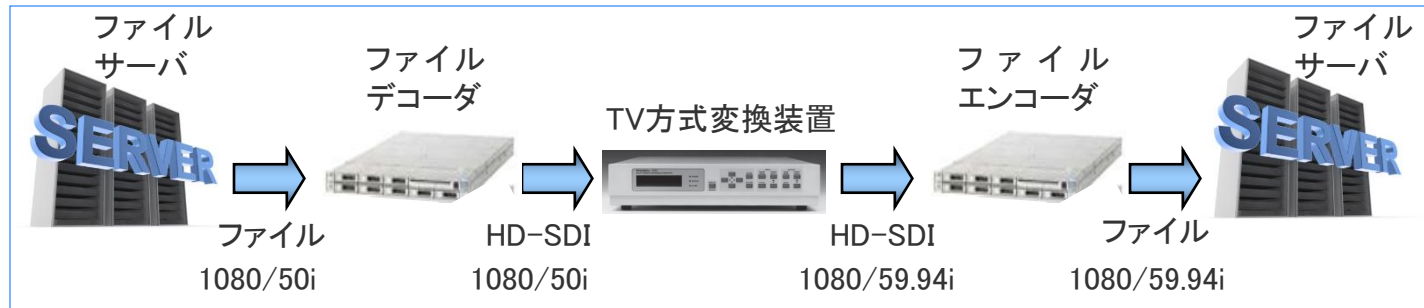 ファイル
サーバ
SERVER
ファイル
デコーダ
TV方式変換装置
ファイル
エンコーダ
ファイル
サーバ
SERVER
ファイル
HD-SDI
HD-SDI
ファイル
1080/50i
1080/50i
1080/59.94i
1080/59.94i